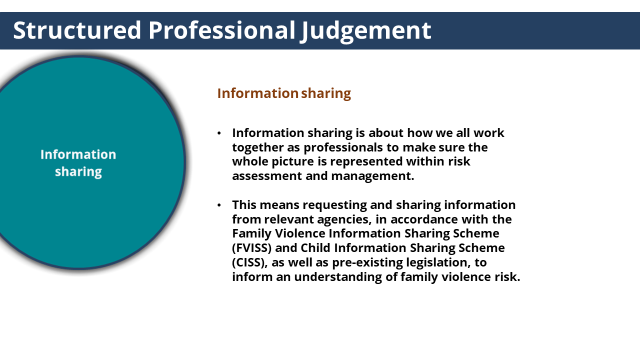 Structured Professional Judgement
Information
sharing
Information sharing
• Information sharing is about how we all work
together as professionals to make sure the
whole picture is represented within risk
assessment and management.
• This means requesting and sharing information
from relevant agencies, in accordance with the
Family Violence Information Sharing Scheme
(FVISS) and Child Information Sharing Scheme
(CISS), as well as pre-existing legislation, to
inform an understanding of family violence risk.